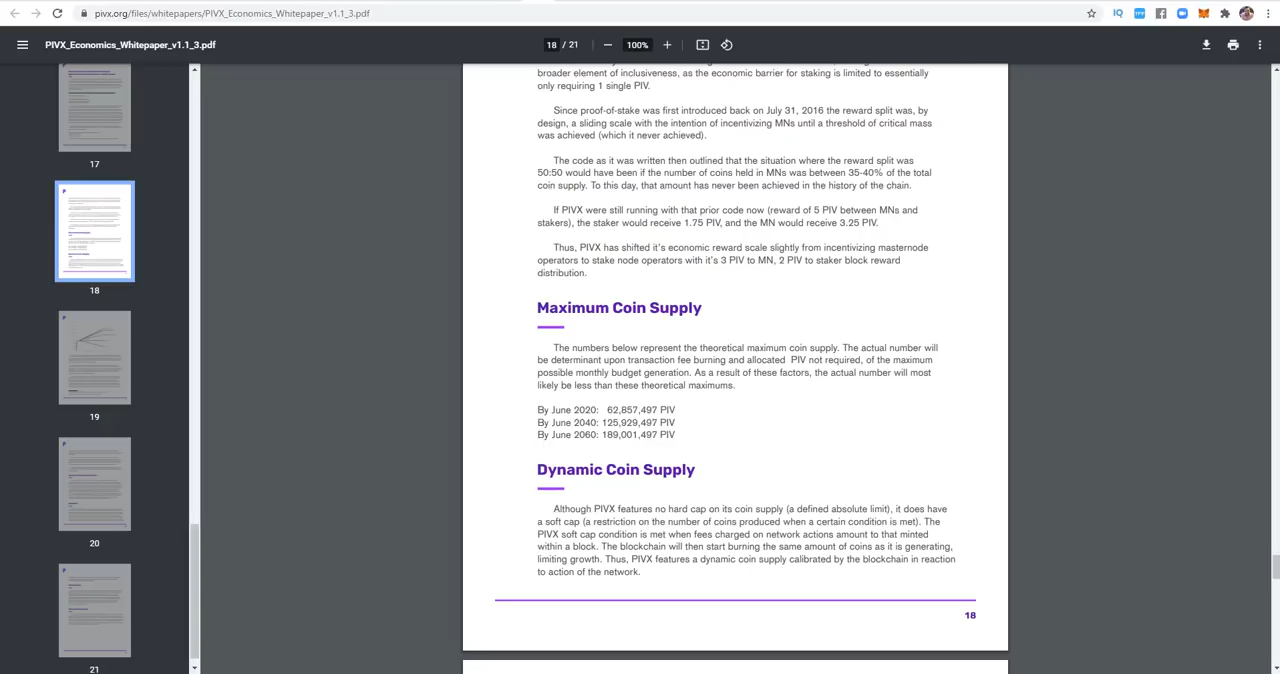 pivx.org/files/whitepapers/PIVX_Economics_Whitepaper_v1.1_3.pdf
IQ
PIVX_Economics_Whitepaper_v1.1_3.pdf
18 / 21
100%
17
18
19
20
21
broader element of inclusiveness, as the economic barrier for staking is limited to essentially
only requiring 1 single PIV.
Since proof-of-stake was first introduced back on July 31, 2016 the reward split was, by
design, a sliding scale with the intention of incentivizing MNs until a threshold of critical mass
was achieved (which it never achieved).
The code as it was written then outlined that the situation where the reward split was
50:50 would have been if the number of coins held in MNs was between 35-40% of the total
coin supply. To this day, that amount has never been achieved in the history of the chain.
If PIVX were still running with that prior code now (reward of 5 PIV between MNs and
stakers), the staker would receive 1.75 PIV, and the MN would receive 3.25 PIV.
Thus, PIVX has shifted it's economic reward scale slightly from incentivizing masternode
operators to stake node operators with it's 3 PIV to MN, 2 PIV to staker block reward
distribution.
Maximum Coin Supply
The numbers below represent the theoretical maximum coin supply. The actual number will
be determinant upon transaction fee burning and allocated PIV not required, of the maximum
possible monthly budget generation. As a result of these factors, the actual number will most
likely be less than these theoretical maximums.
By June 2020: 62,857,497 PIV
By June 2040: 125,929,497 PIV
By June 2060: 189,001,497 PIV
Dynamic Coin Supply
Although PIVX features no hard cap on its coin supply (a defined absolute limit), it does have
a soft cap (a restriction on the number of coins produced when a certain condition is met). The
PIVX soft cap condition is met when fees charged on network actions amount to that minted
within a block. The blockchain will then start burning the same amount of coins as it is generating,
limiting growth. Thus, PIVX features a dynamic coin supply calibrated by the blockchain in reaction
to action of the network.
18